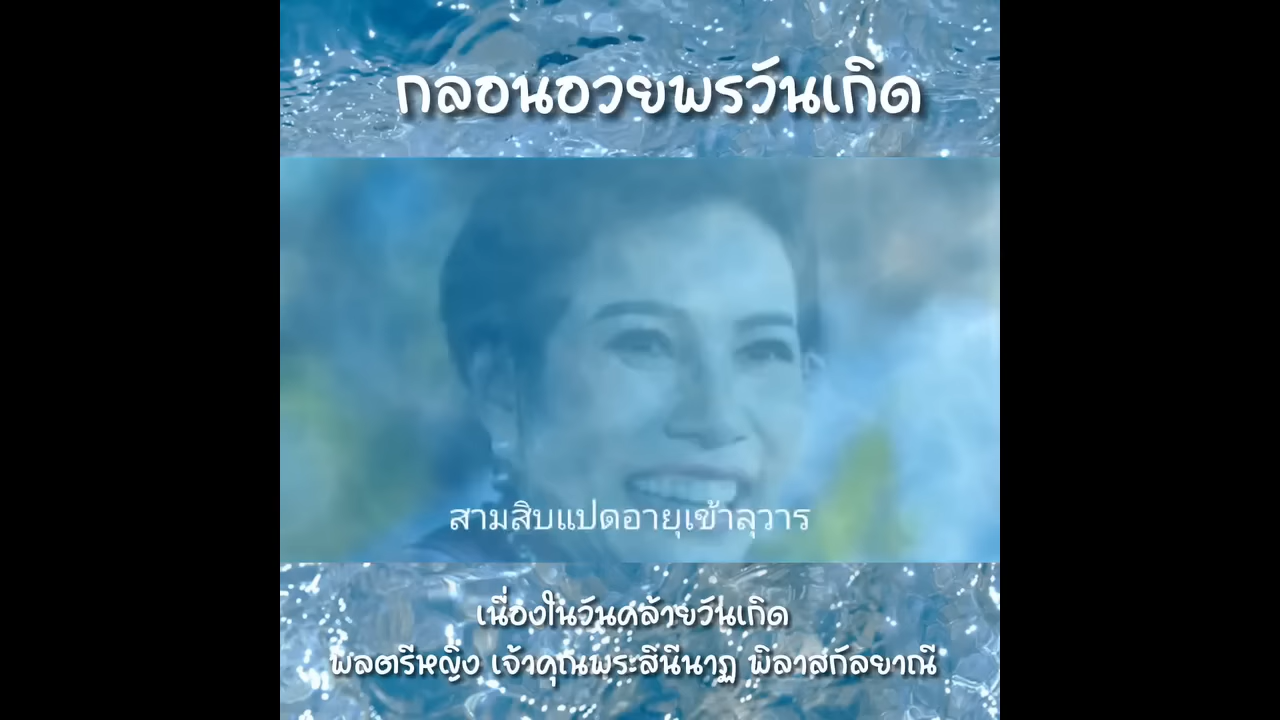 กลอนอวยพรวันเกิด
สามสิบแปดอายุเข้าลุวาร
เนื่องในวันคล้ายวันเกิด
พลตรีหญิง เจ้าคุณพระสินีนาฏ พิลาสกัลยาณี